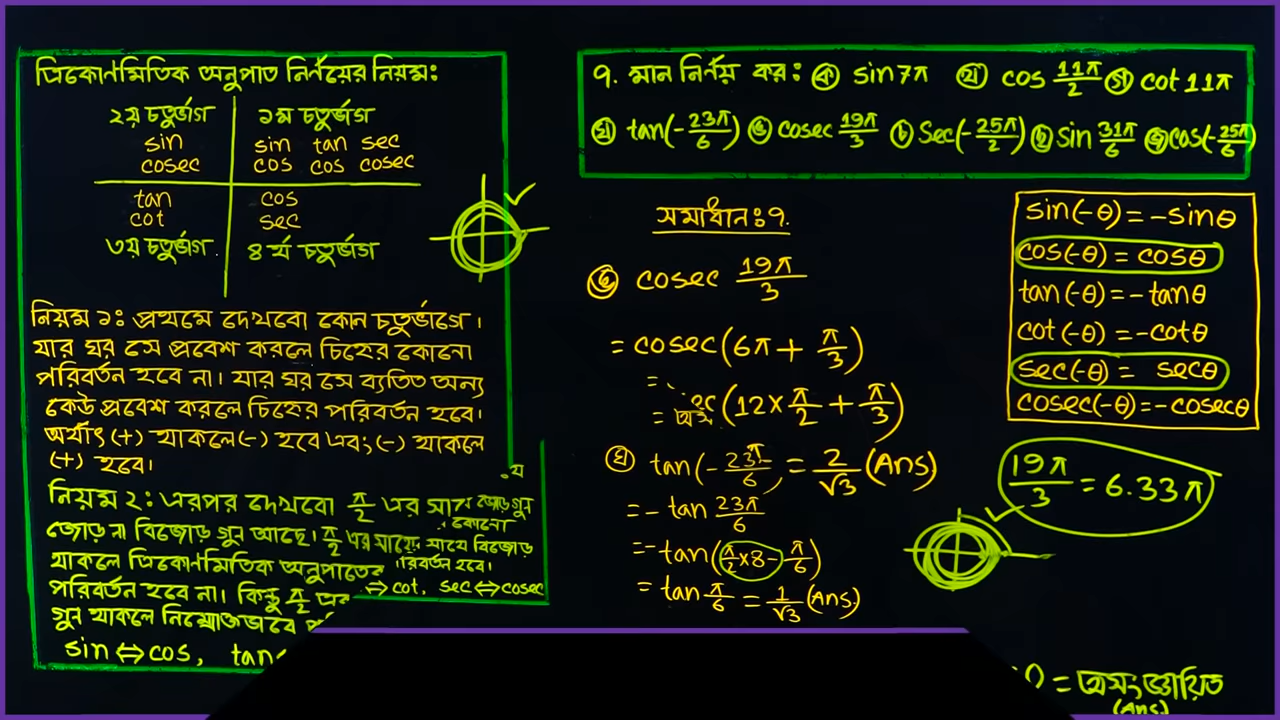 ত্রিকোণমিতিক অনুপাত নির্ণয়ের নিয়মঃ
২য় চতুর্ভাগ ১ম চতুর্ভাগ
sin sin tan sec
cosec cos cos cosec
tan cos
cot sec
৩য় চতুর্ভাগ. ৪র্থ চতুর্ভাগ
নিয়ম ১ঃ প্রথমে দেখবো কোন চতুর্ভাগে।
যার ঘর সে প্রবেশ করলে চিহ্নের কোনো
পরিবর্তন হবে না। যার ঘর সে ব্যতিত অন্য
কেউ প্রবেশ করলে চিহ্নের পরিবর্তন হবে।
অর্থাৎ (+) থাকলে (-) হবে এবং (-) থাকলে
(+) হবে।
নিয়ম ২ঃ এরপর দেখবো π/2 এর সাথে জোড় গুন
জোড় না বিজোড় গুন আছে। π/2 এর সাথে বিজোড়
থাকলে ত্রিকোণমিতিক অনুপাতের
পরিবর্তন হবে না। কিন্তু π/2 ⇔ cot, sec ⇔ cosec
গুন থাকলে নিম্নোক্তভাবে
sin ⇔ cos, tan
৭. মান নির্ণয় কর: ক sin7π খ cos 11π/2 গ cot 11π
ঘ tan(-23π/6) ঙ cosec 19π/3 চ Sec(-25π/2) ছ sin 31π/6 জ cos(-25π/6)
সমাধানঃ৭.
ঙ cosec 19π/3
= cosec(6π + π/3)
= ec(12×π/2 + π/3)
= 2/√3 (Ans)
ঘ tan(-23π/6)
= - tan 23π/6
= -tan(π/2×8 - π/6)
= tan π/6 = 1/√3 (Ans)
sin(-θ) = -sinθ
cos(-θ) = cosθ
tan(-θ) = -tanθ
cot(-θ) = -cotθ
sec(-θ) = secθ
cosec(-θ) = -cosecθ
19π/3 = 6.33π
= অসংজ্ঞায়িত
(Ans)